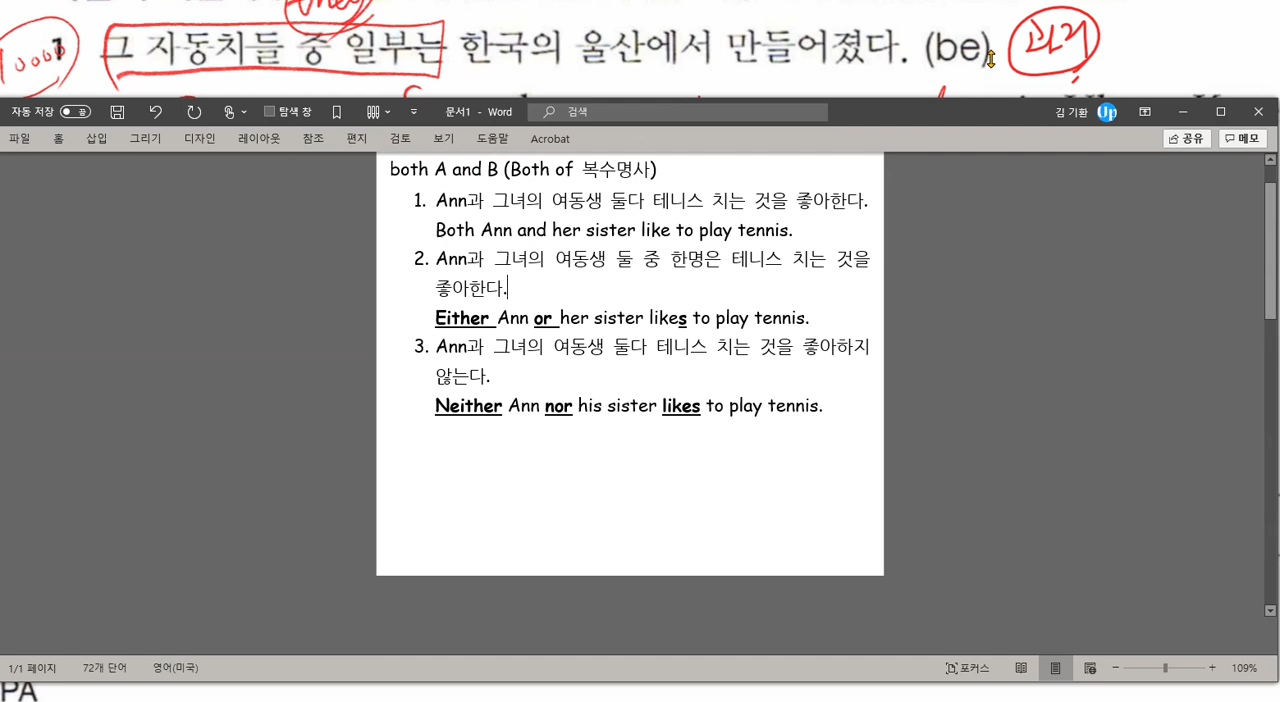 1 그 자동치들 중 일부는 한국의 울산에서 만들어졌다. (be) 과거
자동 저장 끔 탐색 창 문서1 - Word 검색 김 기환 Up
파일 홈 삽입 그리기 디자인 레이아웃 참조 편지 검토 보기 도움말 Acrobat 공유 메모
both A and B (Both of 복수명사)
1. Ann과 그녀의 여동생 둘다 테니스 치는 것을 좋아한다.
Both Ann and her sister like to play tennis.
2. Ann과 그녀의 여동생 둘 중 한명은 테니스 치는 것을
좋아한다.
Either Ann or her sister likes to play tennis.
3. Ann과 그녀의 여동생 둘다 테니스 치는 것을 좋아하지
않는다.
Neither Ann nor his sister likes to play tennis.
1/1 페이지 72개 단어 영어(미국) 포커스 109%
PA